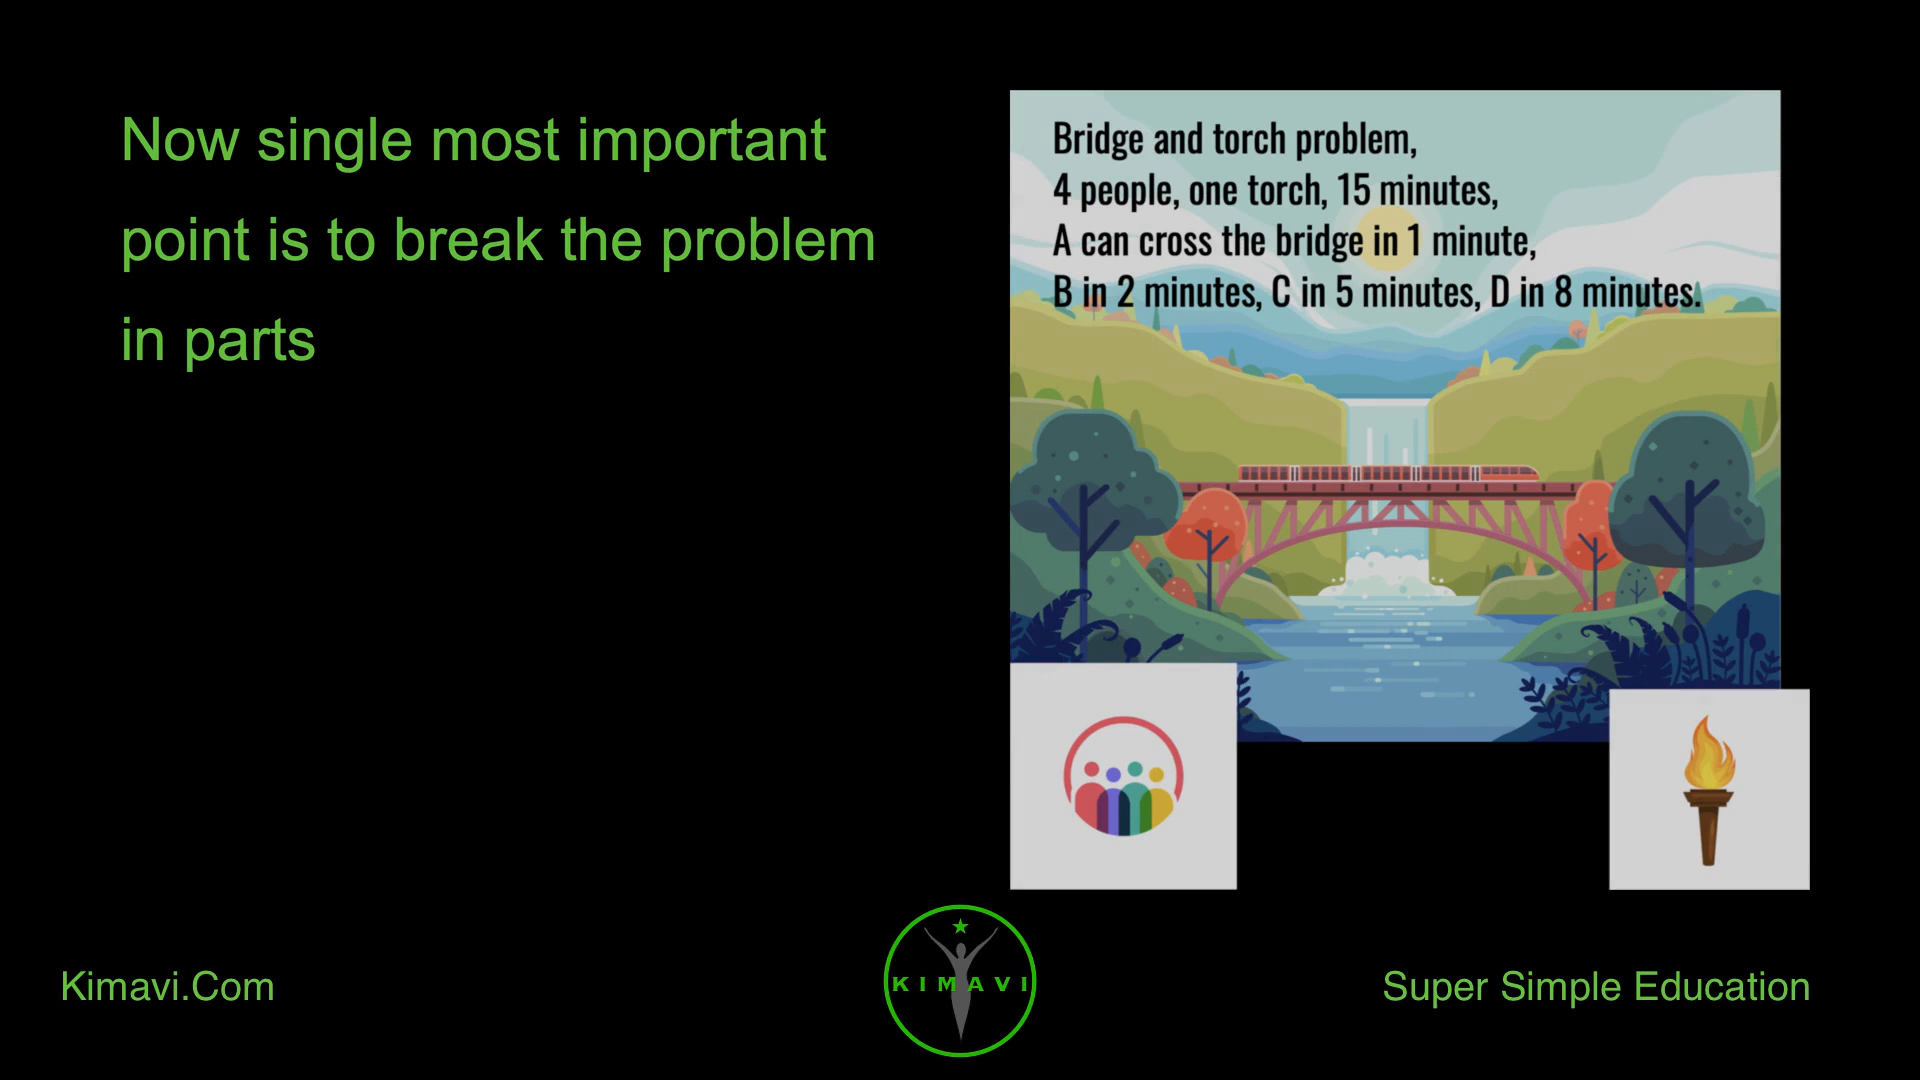 Now single most important
point is to break the problem
in parts
Bridge and torch problem,
4 people, one torch, 15 minutes,
A can cross the bridge in 1 minute,
B in 2 minutes, C in 5 minutes, D in 8 minutes.
Kimavi.Com
KIMAVI
Super Simple Education